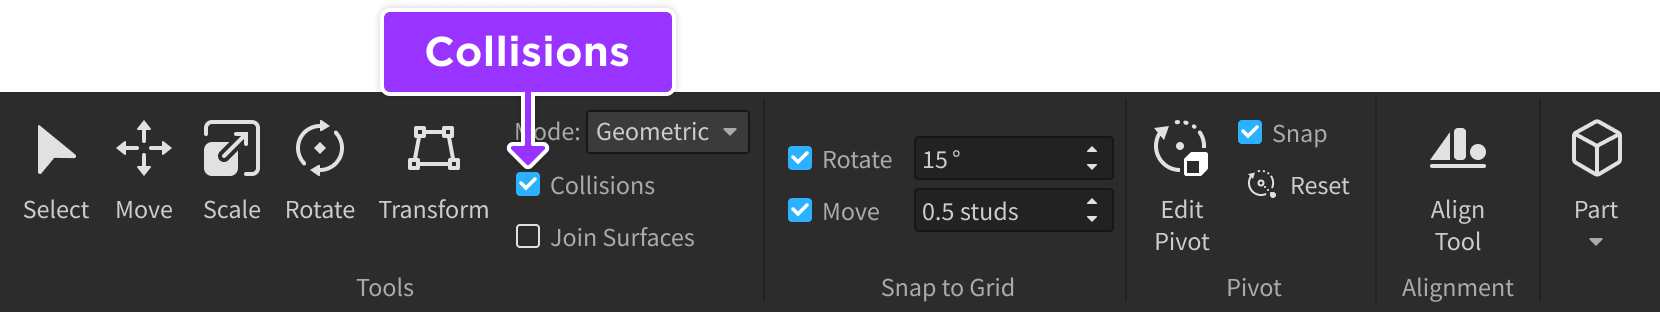 Collisions
Mode: Geometric
Select
Move
Scale
Rotate
Transform
Collisions
Join Surfaces
Tools
Rotate 15 °
Move 0.5 studs
Snap to Grid
Edit
Pivot
Snap
Reset
Pivot
Align
Tool
Alignment
Part